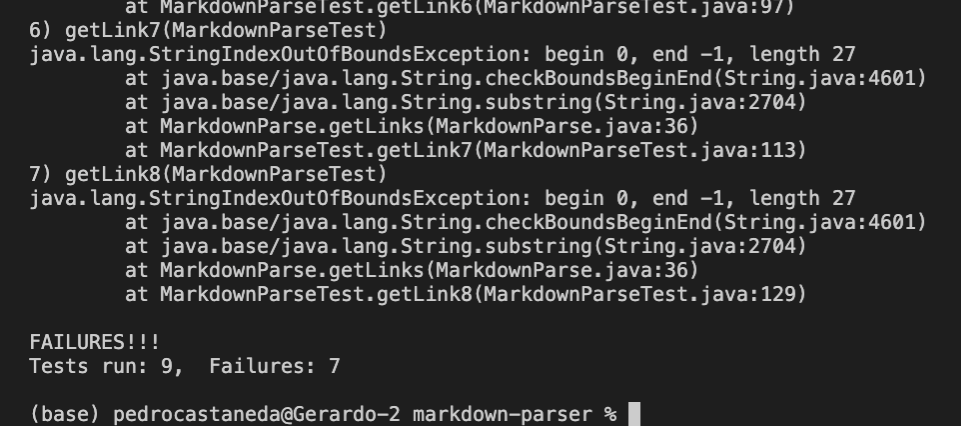 at MarkdownParseTest.getLink6(MarkdownParseTest.java:97)
6) getLink7(MarkdownParseTest)
java.lang.StringIndexOutOfBoundsException: begin 0, end -1, length 27
at java.base/java.lang.String.checkBoundsBeginEnd(String.java:4601)
at java.base/java.lang.String.substring(String.java:2704)
at MarkdownParse.getLinks(MarkdownParse.java:36)
at MarkdownParseTest.getLink7(MarkdownParseTest.java:113)
7) getLink8(MarkdownParseTest)
java.lang.StringIndexOutOfBoundsException: begin 0, end -1, length 27
at java.base/java.lang.String.checkBoundsBeginEnd(String.java:4601)
at java.base/java.lang.String.substring(String.java:2704)
at MarkdownParse.getLinks(MarkdownParse.java:36)
at MarkdownParseTest.getLink8(MarkdownParseTest.java:129)
FAILURES!!!
Tests run: 9,  Failures: 7
(base) pedrocastaneda@Gerardo-2 markdown-parser %